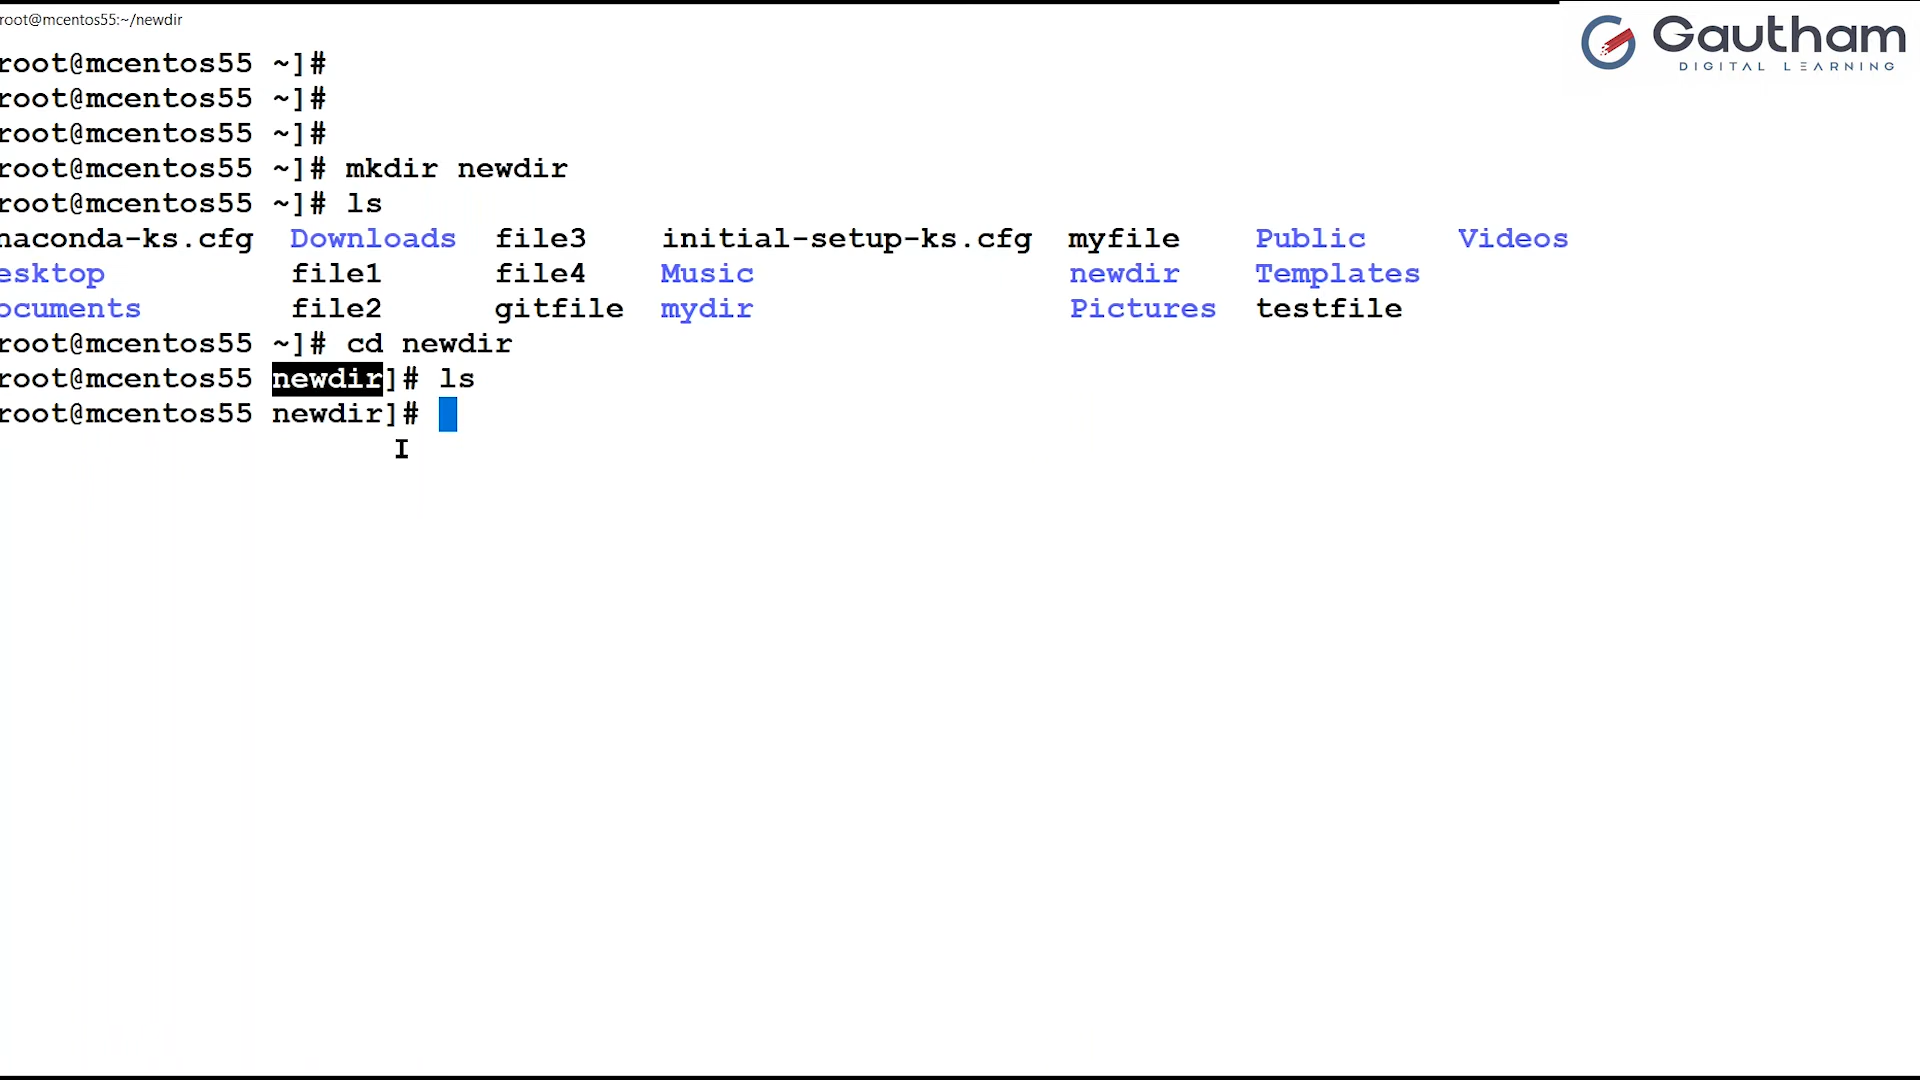 root@mcentos55:~/newdir
Gautham
DIGITAL LEARNING
root@mcentos55 ~]#
root@mcentos55 ~]#
root@mcentos55 ~]#
root@mcentos55 ~]# mkdir newdir
root@mcentos55 ~]# ls
naconda-ks.cfg Downloads file3 initial-setup-ks.cfg myfile Public Videos
esktop file1 file4 Music newdir Templates
ocuments file2 gitfile mydir Pictures testfile
root@mcentos55 ~]# cd newdir
root@mcentos55 newdir]# ls
root@mcentos55 newdir]#